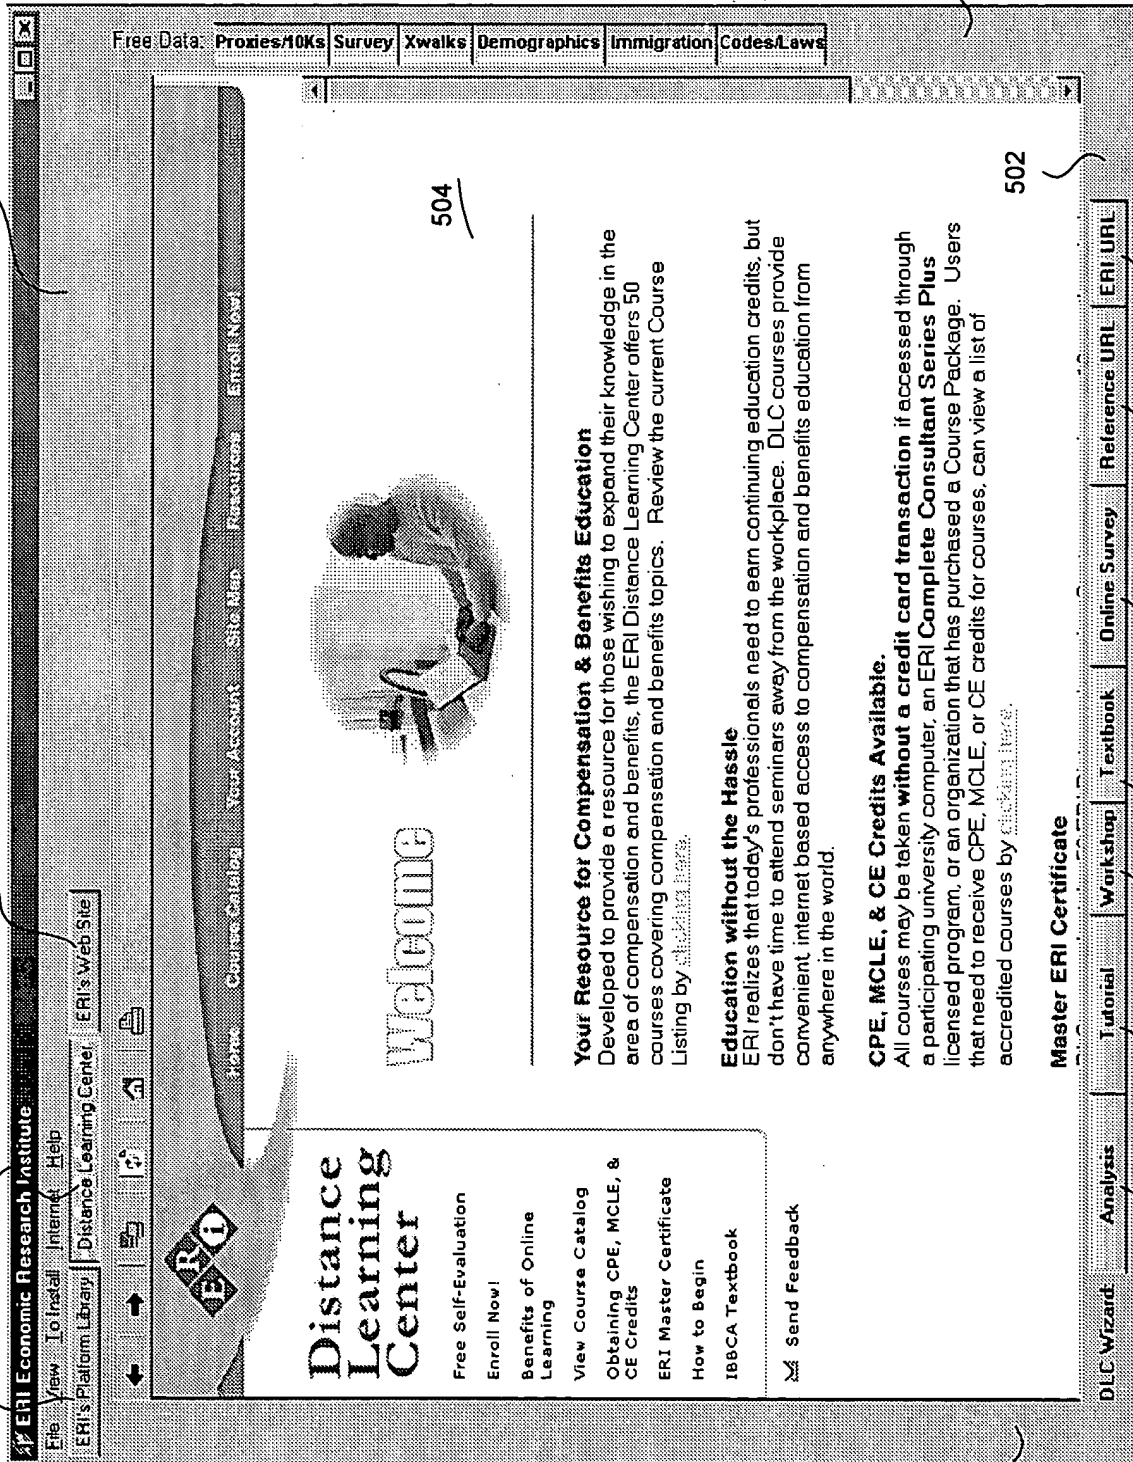 ERI Economic Research Institute
File View To Install Internet Help
ERI's Platform Library Distance Learning Center ERI's Web Site
Free Data: Proxies/10Ks Survey Xwalks Demographics Immigration Codes/Laws
ERI
Home Course Catalog Your Account Site Map Resources Enroll Now!
Distance
Learning
Center
Free Self-Evaluation
Enroll Now!
Benefits of Online
Learning
View Course Catalog
Obtaining CPE, MCLE, &
CE Credits
ERI Master Certificate
How to Begin
IBBCA Textbook
Send Feedback
Welcome
504
Your Resource for Compensation & Benefits Education
Developed to provide a resource for those wishing to expand their knowledge in the
area of compensation and benefits, the ERI Distance Learning Center offers 50
courses covering compensation and benefits topics. Review the current Course
Listing by clicking here.
Education without the Hassle
ERI realizes that today's professionals need to earn continuing education credits, but
don't have time to attend seminars away from the workplace. DLC courses provide
convenient, internet based access to compensation and benefits education from
anywhere in the world.
CPE, MCLE, & CE Credits Available.
All courses may be taken without a credit card transaction if accessed through
a participating university computer, an ERI Complete Consultant Series Plus
licensed program, or an organization that has purchased a Course Package. Users
that need to receive CPE, MCLE, or CE credits for courses, can view a list of
accredited courses by clicking here.
502
Master ERI Certificate
DLC Wizard: Analysis Tutorial Workshop Textbook Online Survey Reference URL ERI URL